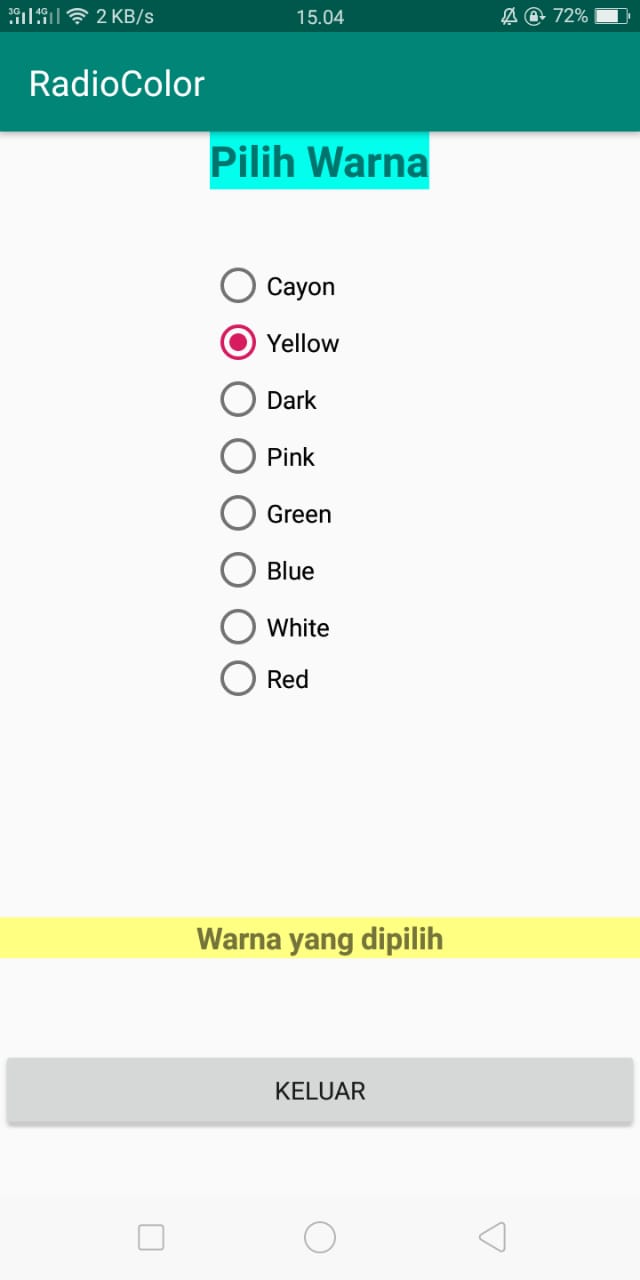 3G 4G 2 KB/s 15.04 72%
RadioColor
Pilih Warna
Cayon
Yellow
Dark
Pink
Green
Blue
White
Red
Warna yang dipilih
KELUAR